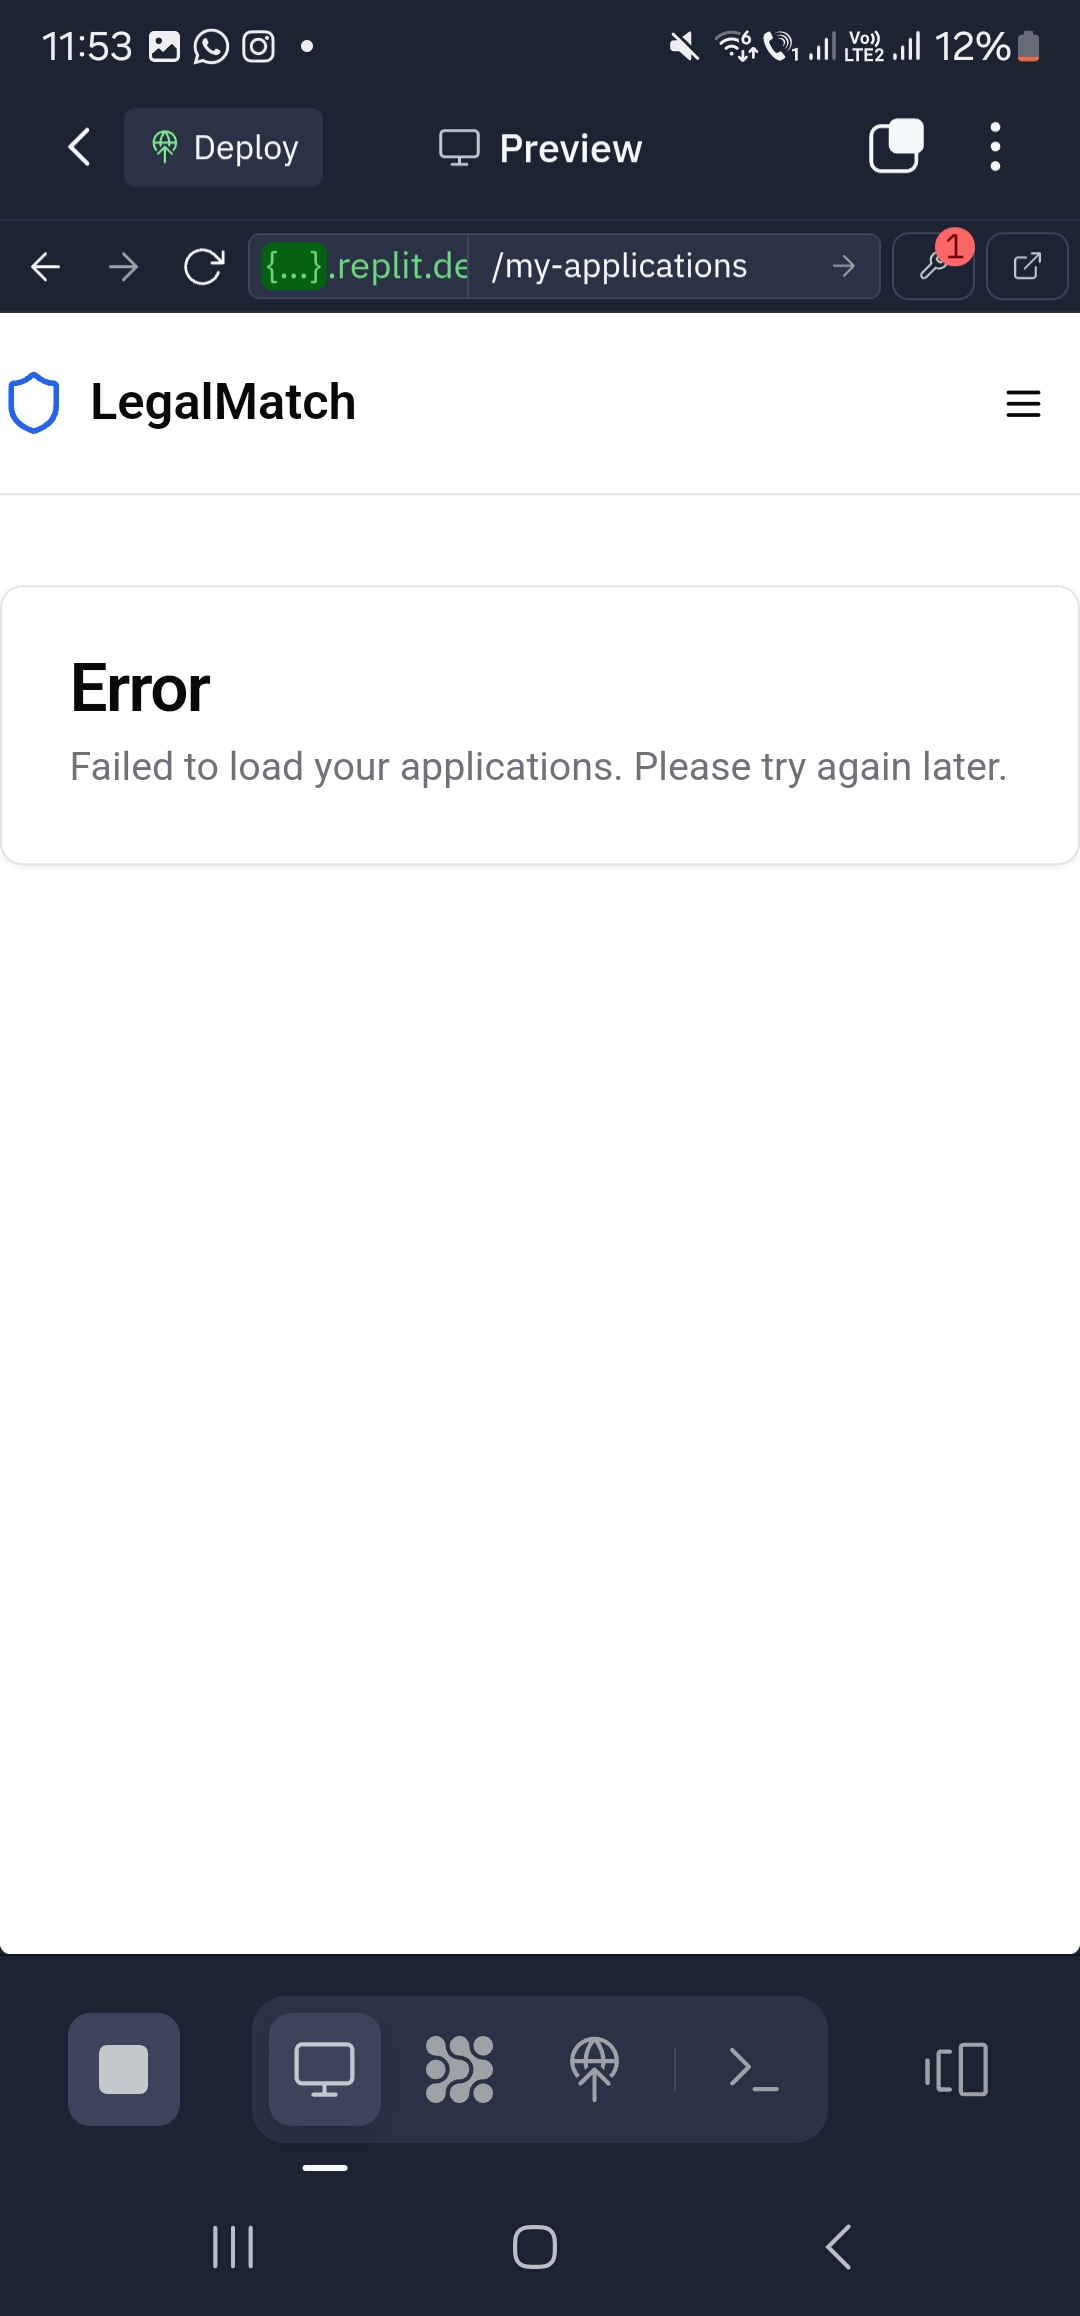 11:53
Vo)) LTE2 12%
Deploy
Preview
{...}.replit.de /my-applications
1
LegalMatch
Error
Failed to load your applications. Please try again later.